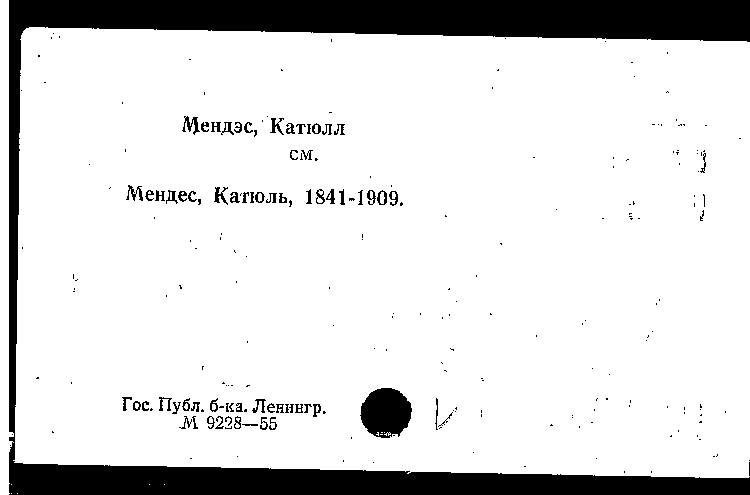 Мендэс, Катюлл
см.
Мендес, Катюль, 1841-1909.
Гос. Публ. б-ка. Ленингр.
М 9228—55